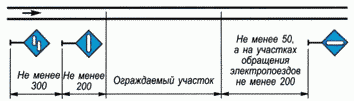 Не менее
300
Не менее
200
Ограждаемый участок
Не менее 50,
а на участках
обращения
электропоездов
не менее 200